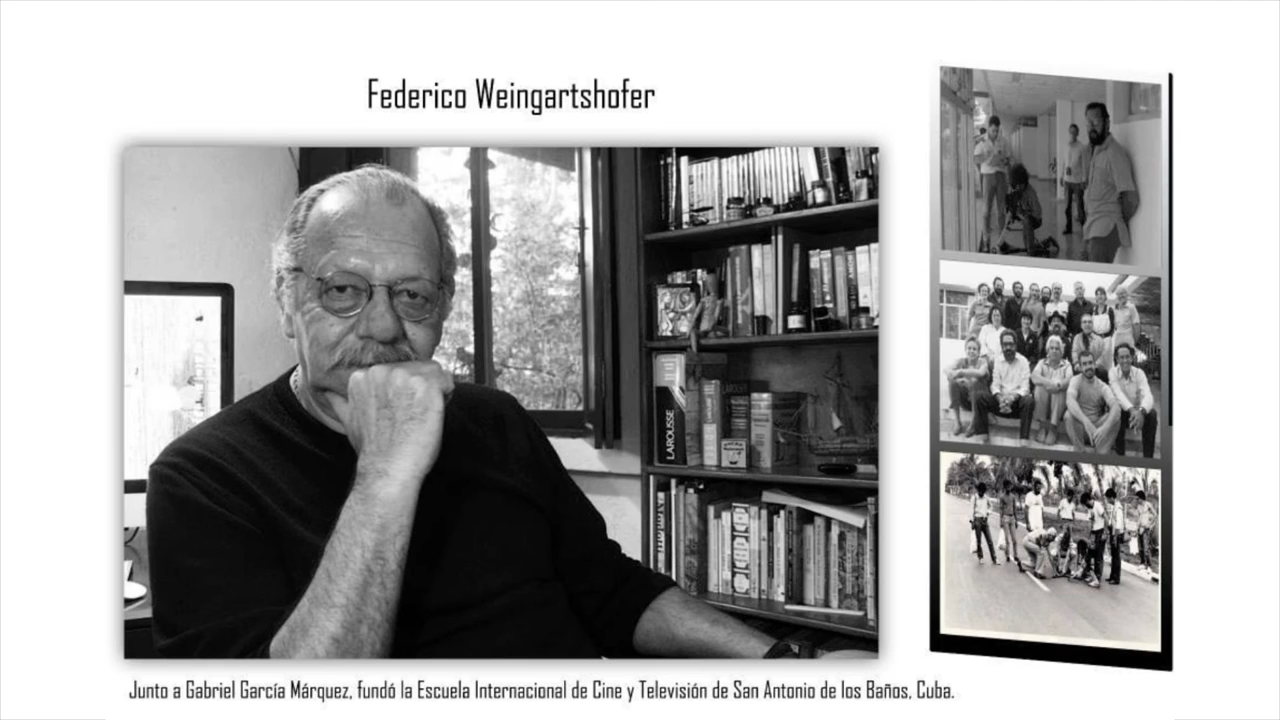 Federico Weingartshofer
LAROUSSE
LAROUSSE
Junto a Gabriel García Márquez, fundó la Escuela Internacional de Cine y Televisión de San Antonio de los Baños, Cuba.